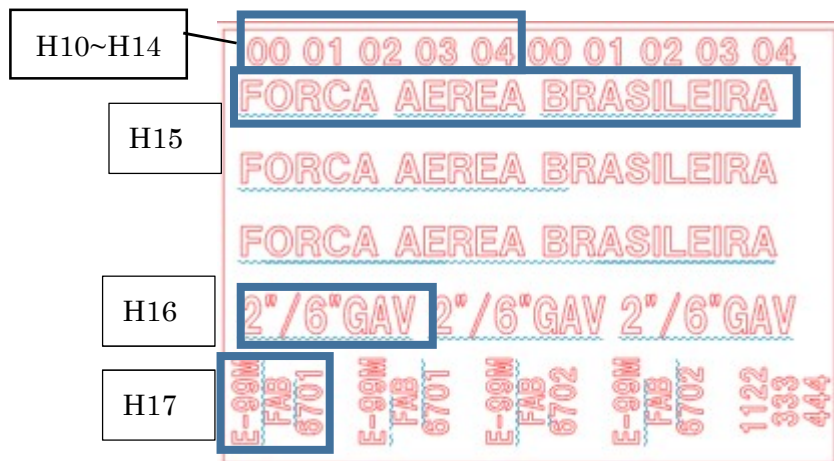 H10~H14
00 01 02 03 04 00 01 02 03 04
FORCA AEREA BRASILEIRA
H15
FORCA AEREA BRASILEIRA
FORCA AEREA BRASILEIRA
H16
2"/6"GAV 2"/6"GAV 2"/6"GAV
H17
E-99M
FAB
6701
E-99M
FAB
6701
E-99M
FAB
6702
E-99M
FAB
6702
1122
333
444